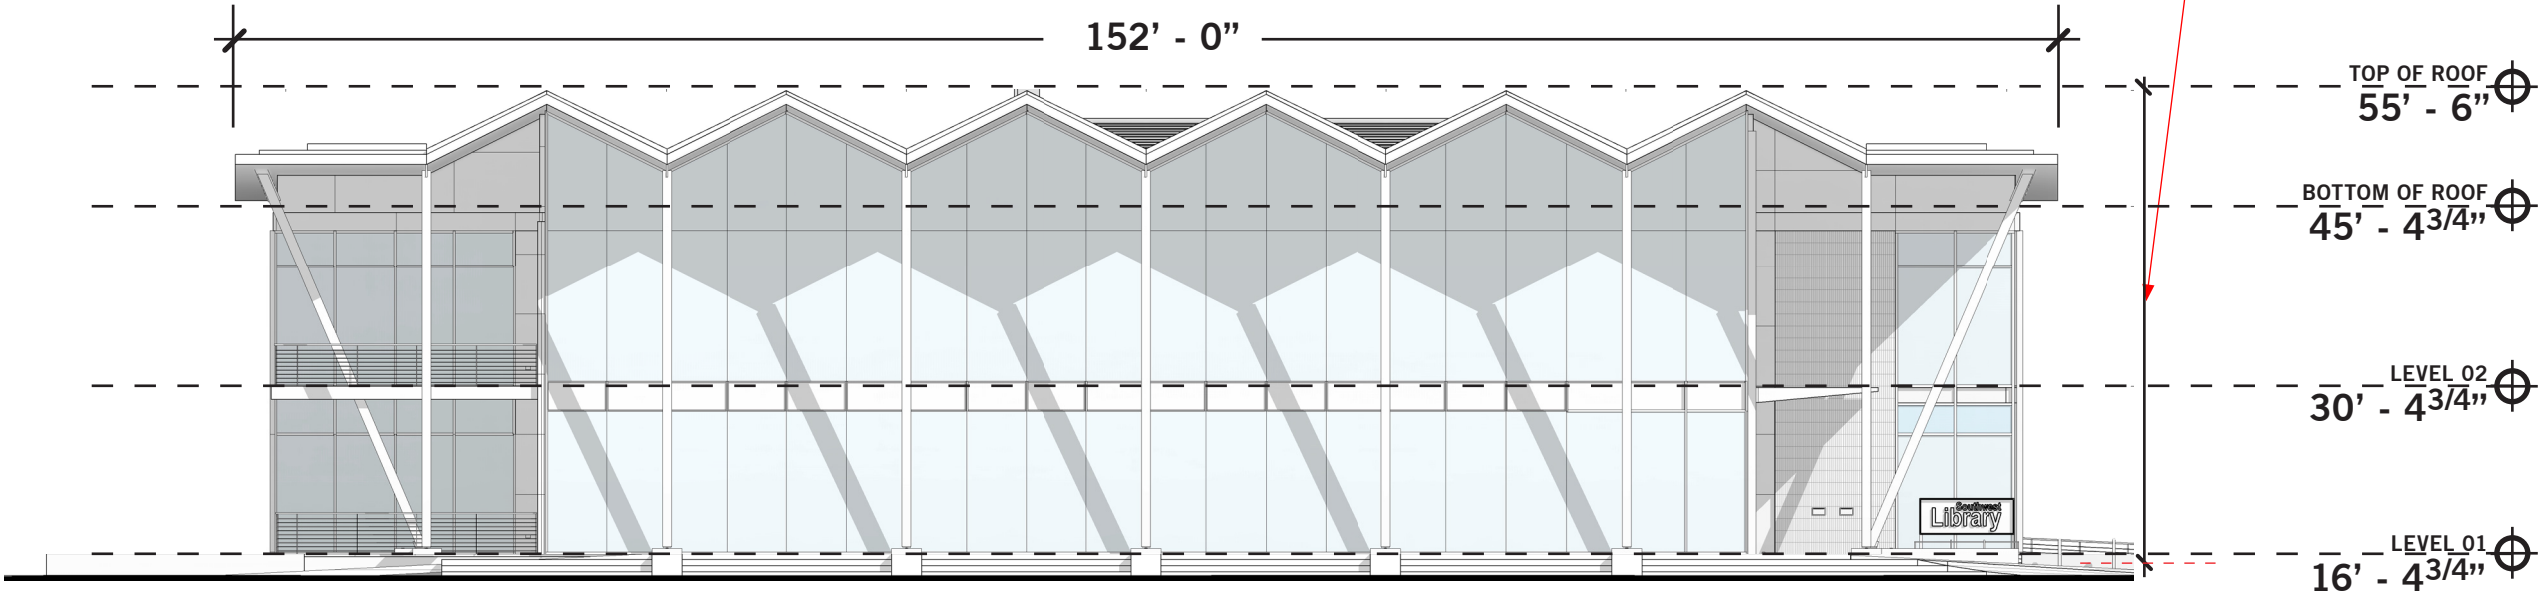 152’ - 0”
TOP OF ROOF
55’ - 6”
BOTTOM OF ROOF
45’ - 4 3/4”
LEVEL 02
30’ - 4 3/4”
Southwest
Library
LEVEL 01
16’ - 4 3/4”